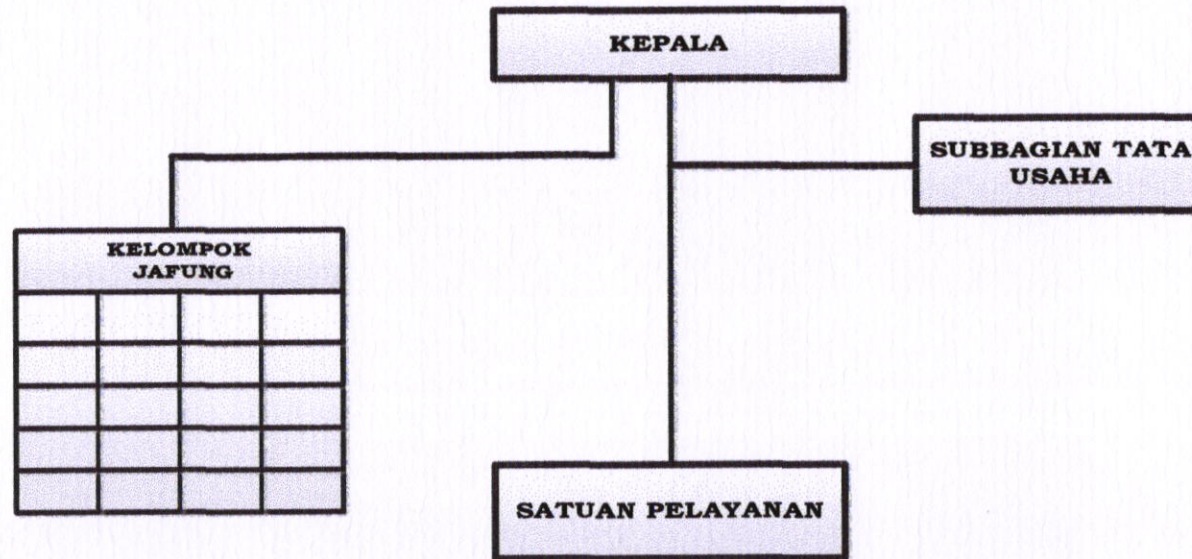 KEPALA
SUBBAGIAN TATA
USAHA
KELOMPOK
JAFUNG
SATUAN PELAYANAN